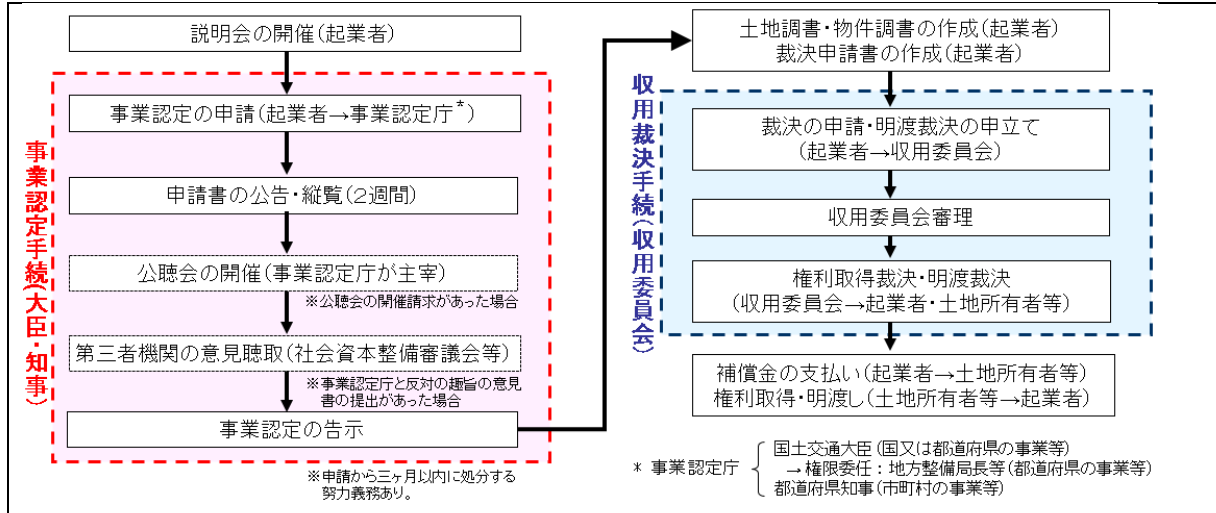 説明会の開催(起業者)
事業認定手続(大臣・知事)
事業認定の申請(起業者→事業認定庁*)
申請書の公告・縦覧(2週間)
公聴会の開催(事業認定庁が主宰)
※公聴会の開催請求があった場合
第三者機関の意見聴取(社会資本整備審議会等)
※事業認定庁と反対の趣旨の意見
書の提出があった場合
事業認定の告示
※申請から三ヶ月以内に処分する
努力義務あり。
土地調書・物件調書の作成(起業者)
裁決申請書の作成(起業者)
収用裁決手続(収用委員会)
裁決の申請・明渡裁決の申立て
(起業者→収用委員会)
収用委員会審理
権利取得裁決・明渡裁決
(収用委員会→起業者・土地所有者等)
補償金の支払い(起業者→土地所有者等)
権利取得・明渡し(土地所有者等→起業者)
* 事業認定庁
国土交通大臣(国又は都道府県の事業等)
→ 権限委任：地方整備局長等(都道府県の事業等)
都道府県知事(市町村の事業等)